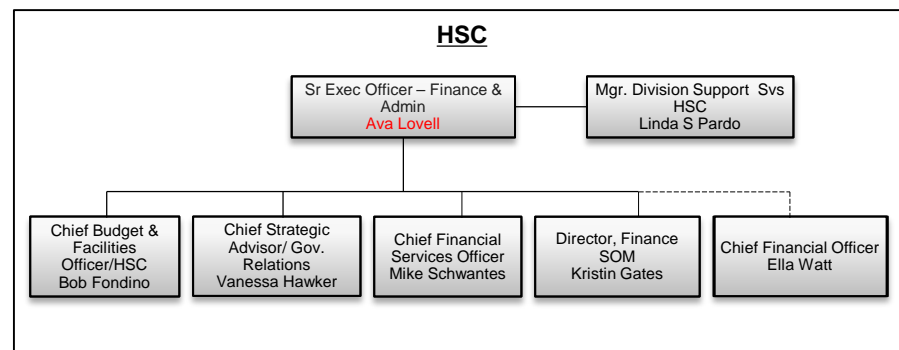 HSC
Sr Exec Officer – Finance &
Admin
Ava Lovell
Mgr. Division Support Svs
HSC
Linda S Pardo
Chief Budget &
Facilities
Officer/HSC
Bob Fondino
Chief Strategic
Advisor/ Gov.
Relations
Vanessa Hawker
Chief Financial
Services Officer
Mike Schwantes
Director, Finance
SOM
Kristin Gates
Chief Financial Officer
Ella Watt